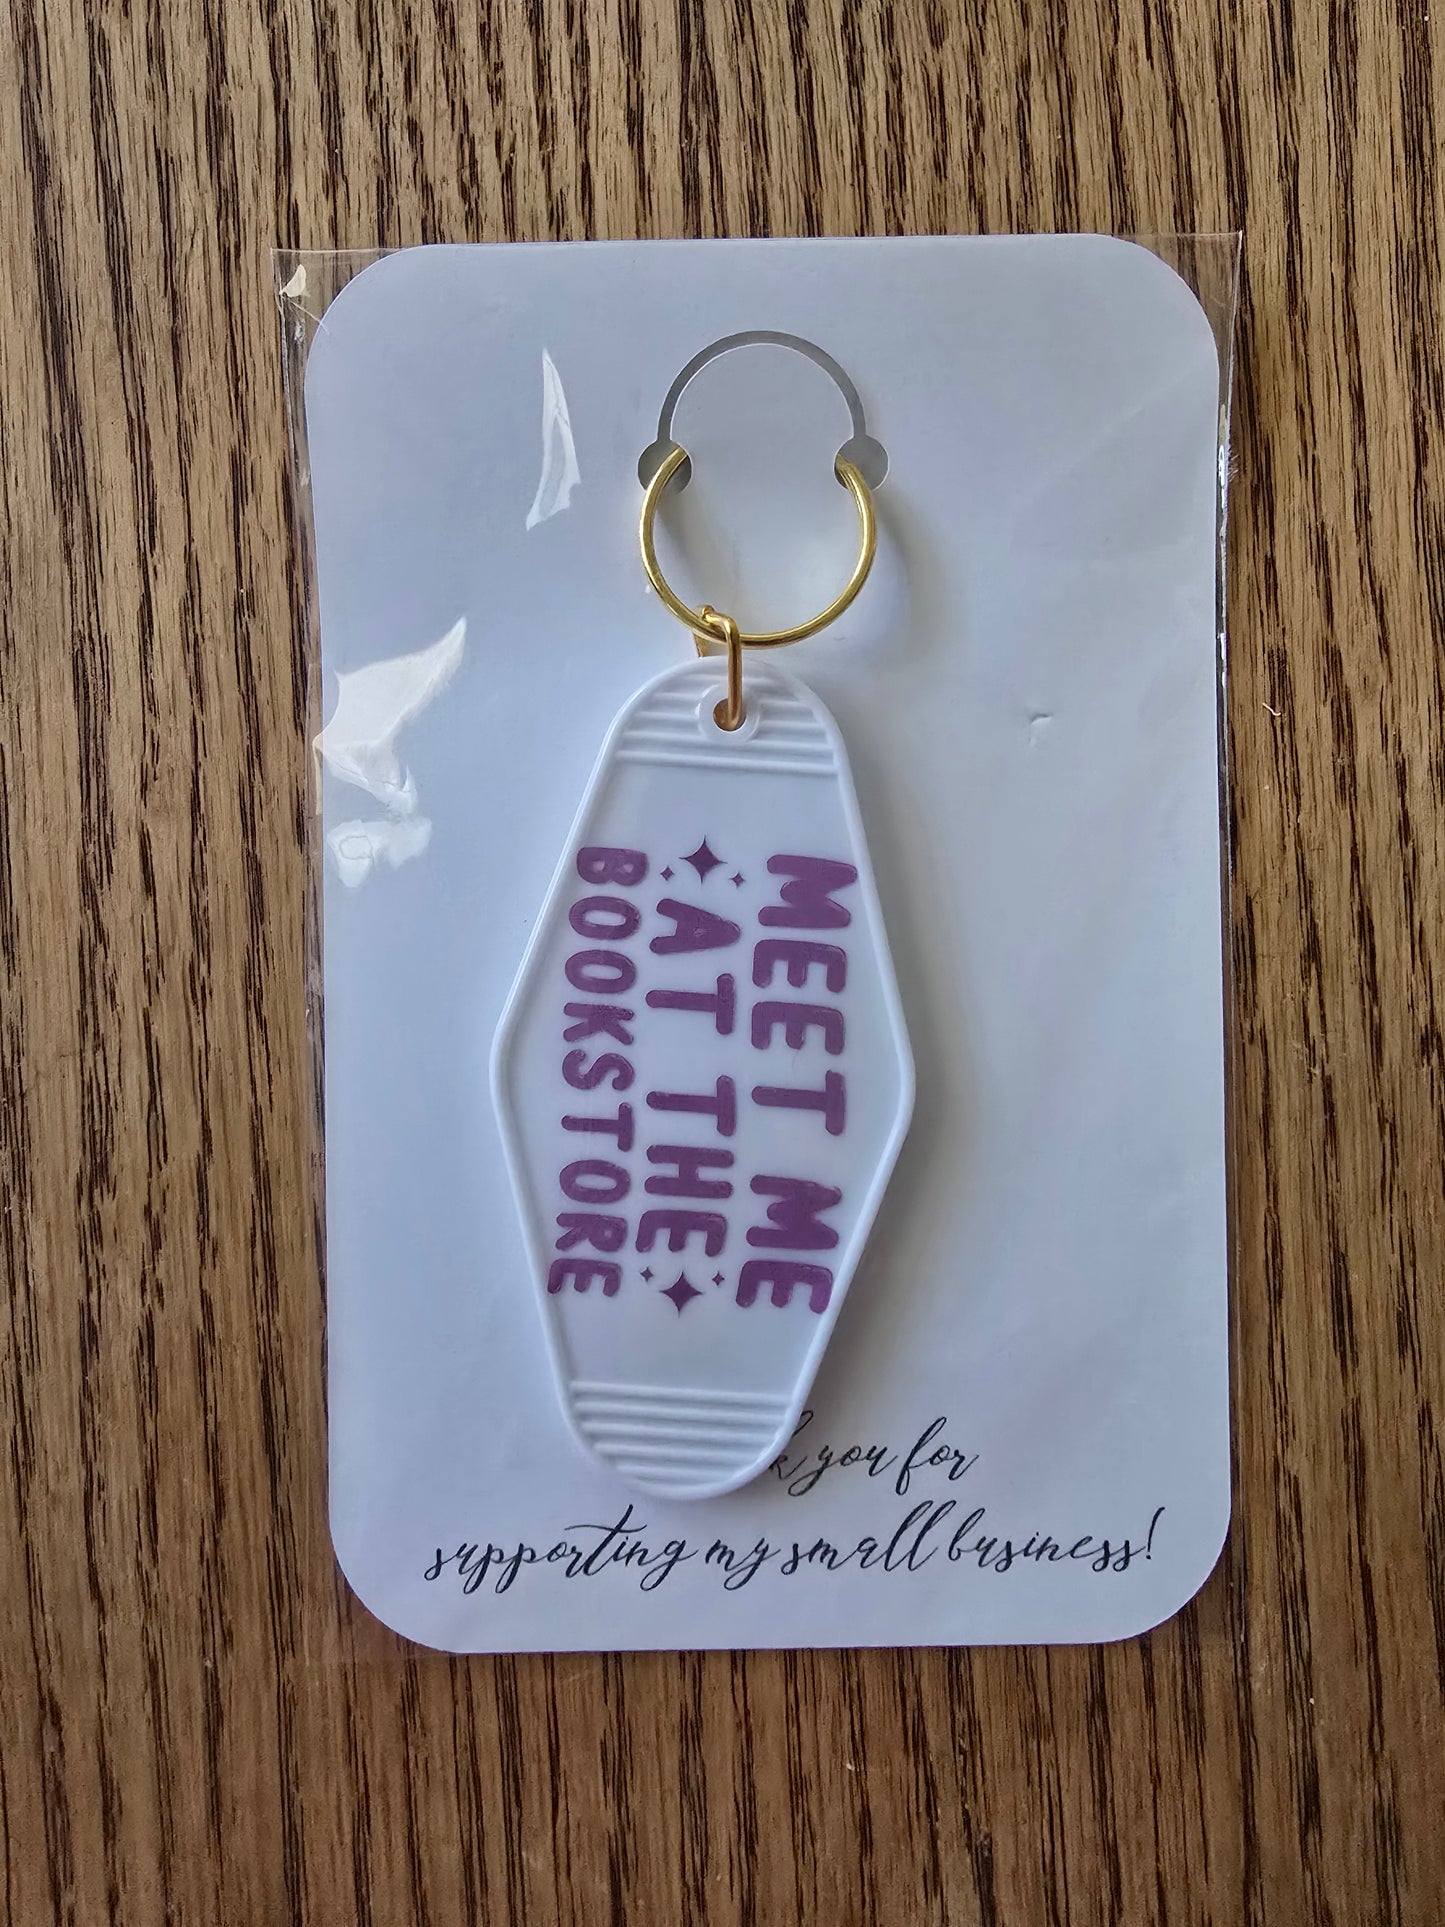 MEET ME
AT THE
BOOKSTORE
you for
supporting my small business!